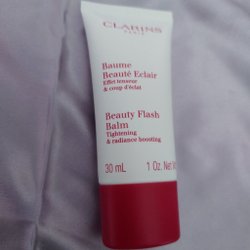 CLARINS
PARIS
Baume
Beauté Eclair
Effet tenseur
& coup d'éclat
Beauty Flash
Balm
Tightening
& radiance boosting
30 mL 1 Oz. Net